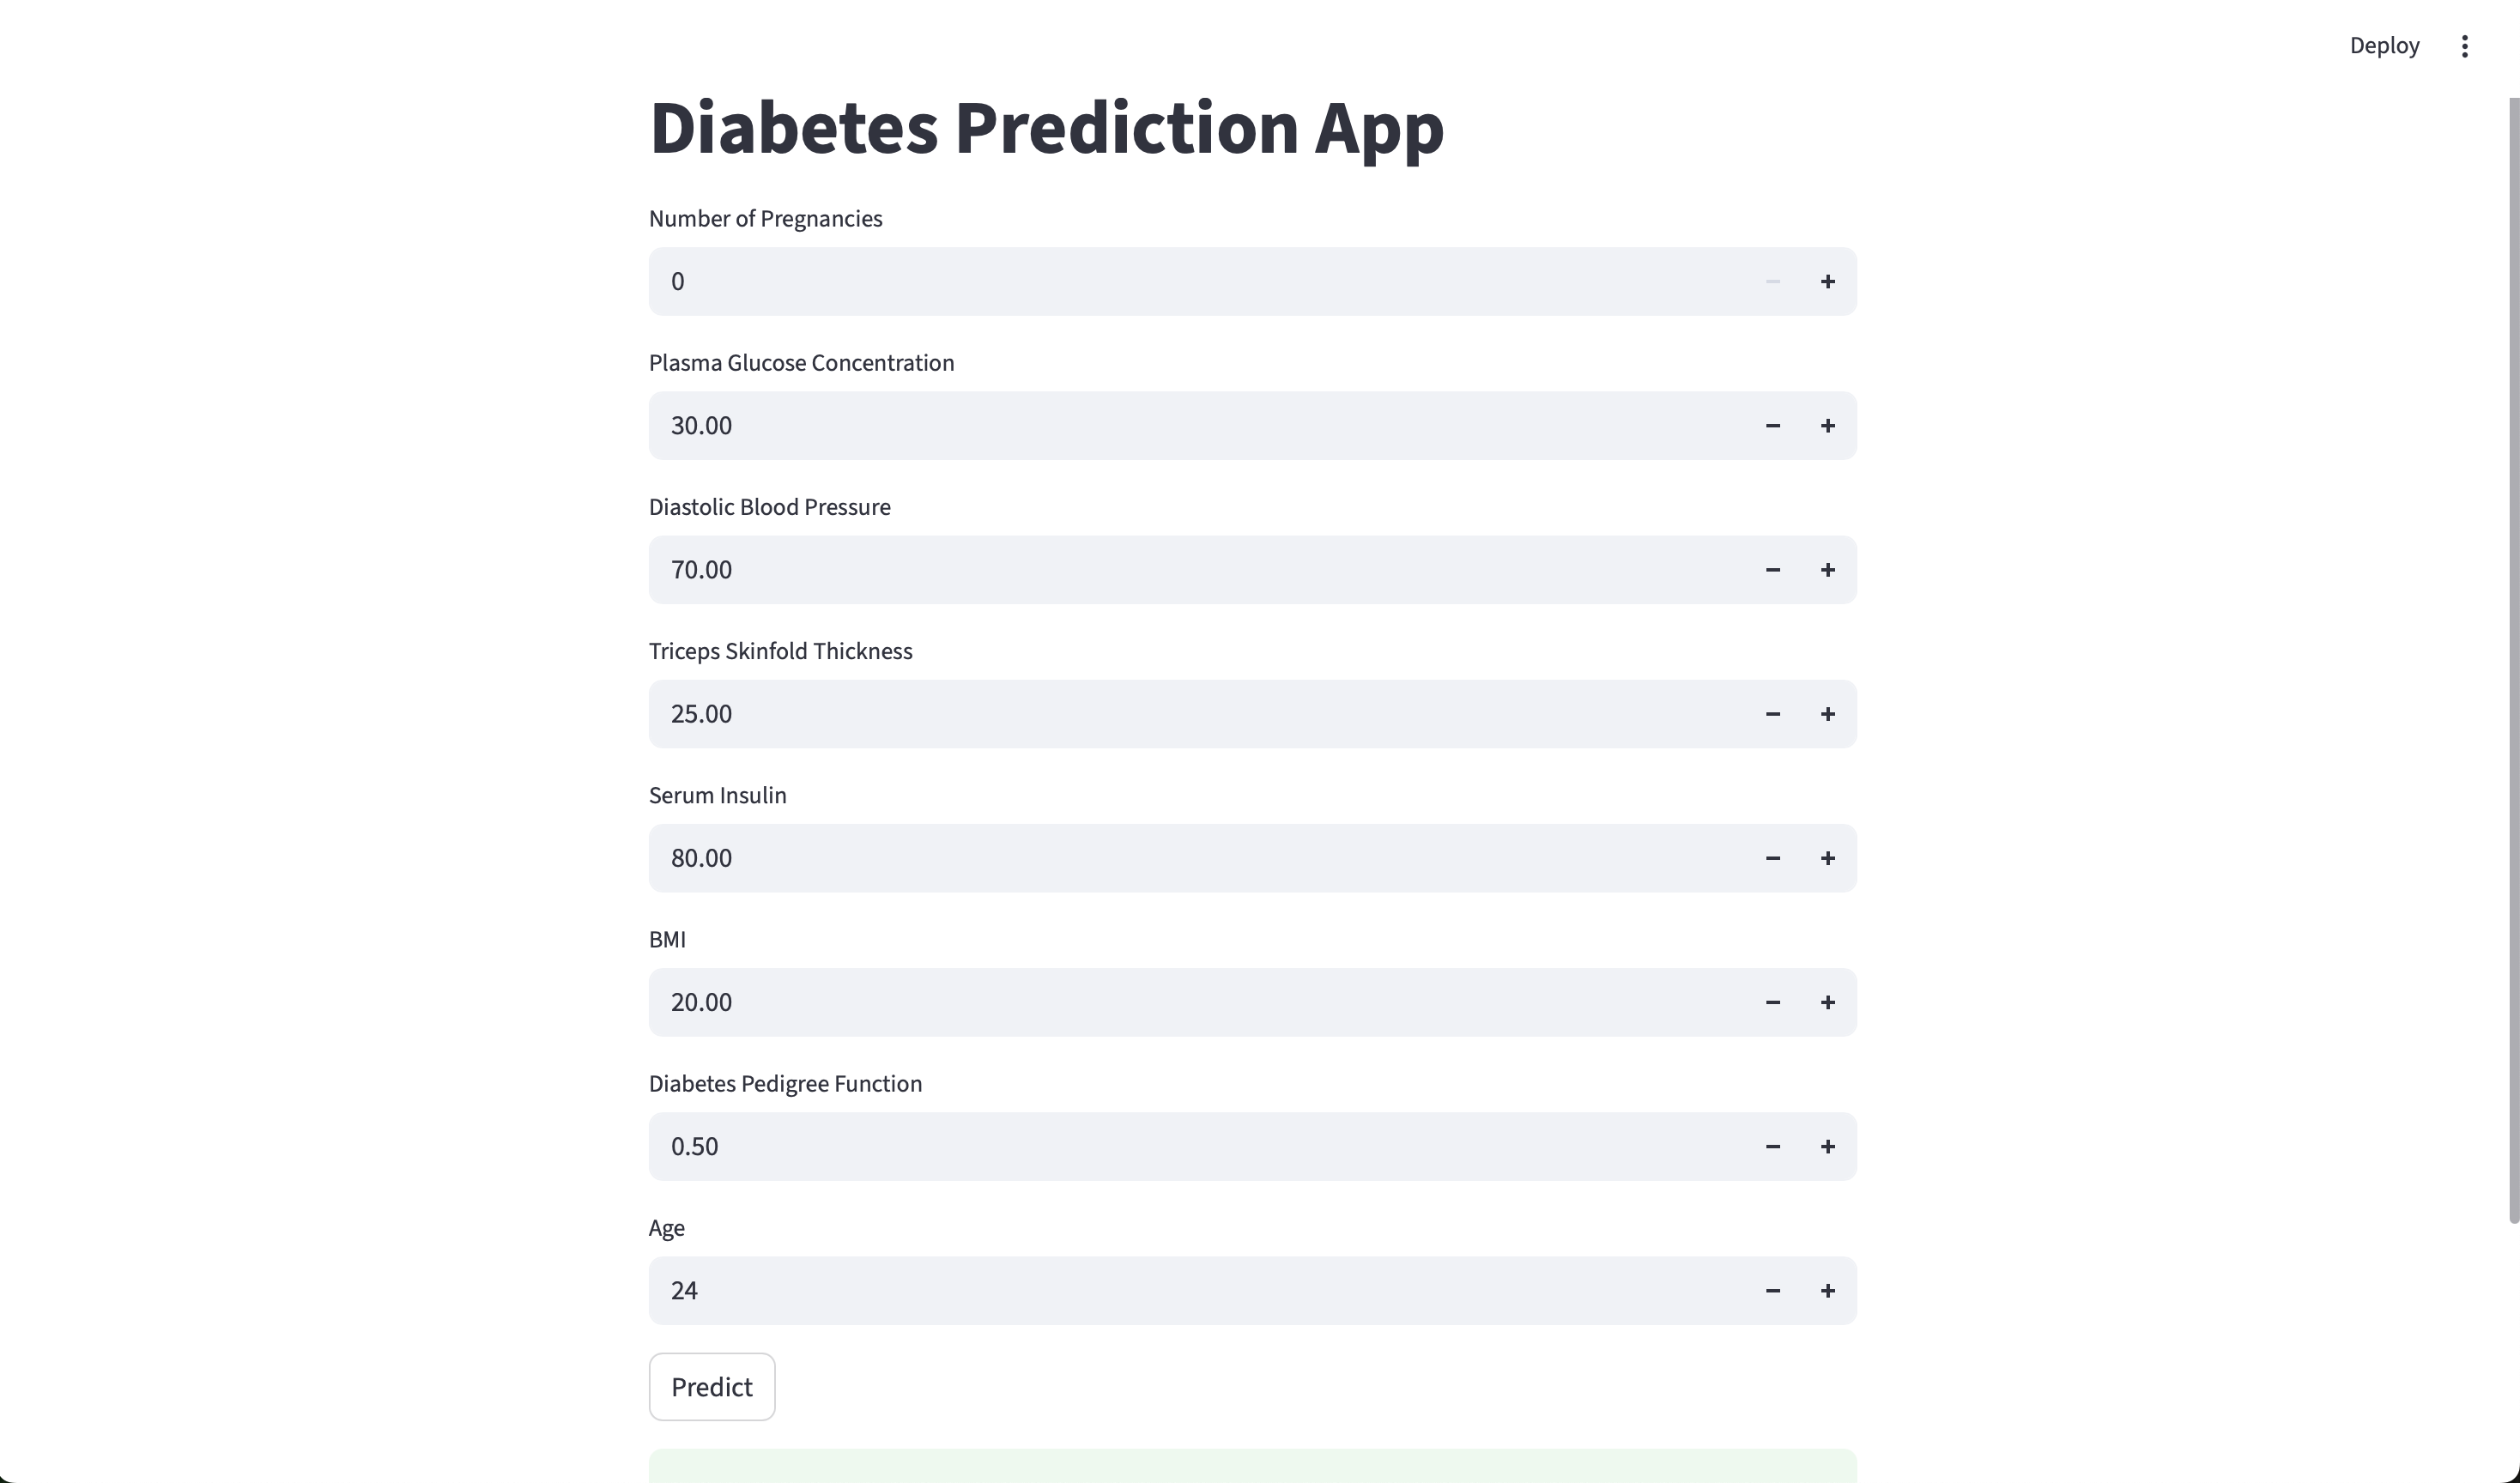 Deploy
Diabetes Prediction App
Number of Pregnancies
0
Plasma Glucose Concentration
30.00
Diastolic Blood Pressure
70.00
Triceps Skinfold Thickness
25.00
Serum Insulin
80.00
BMI
20.00
Diabetes Pedigree Function
0.50
Age
24
Predict